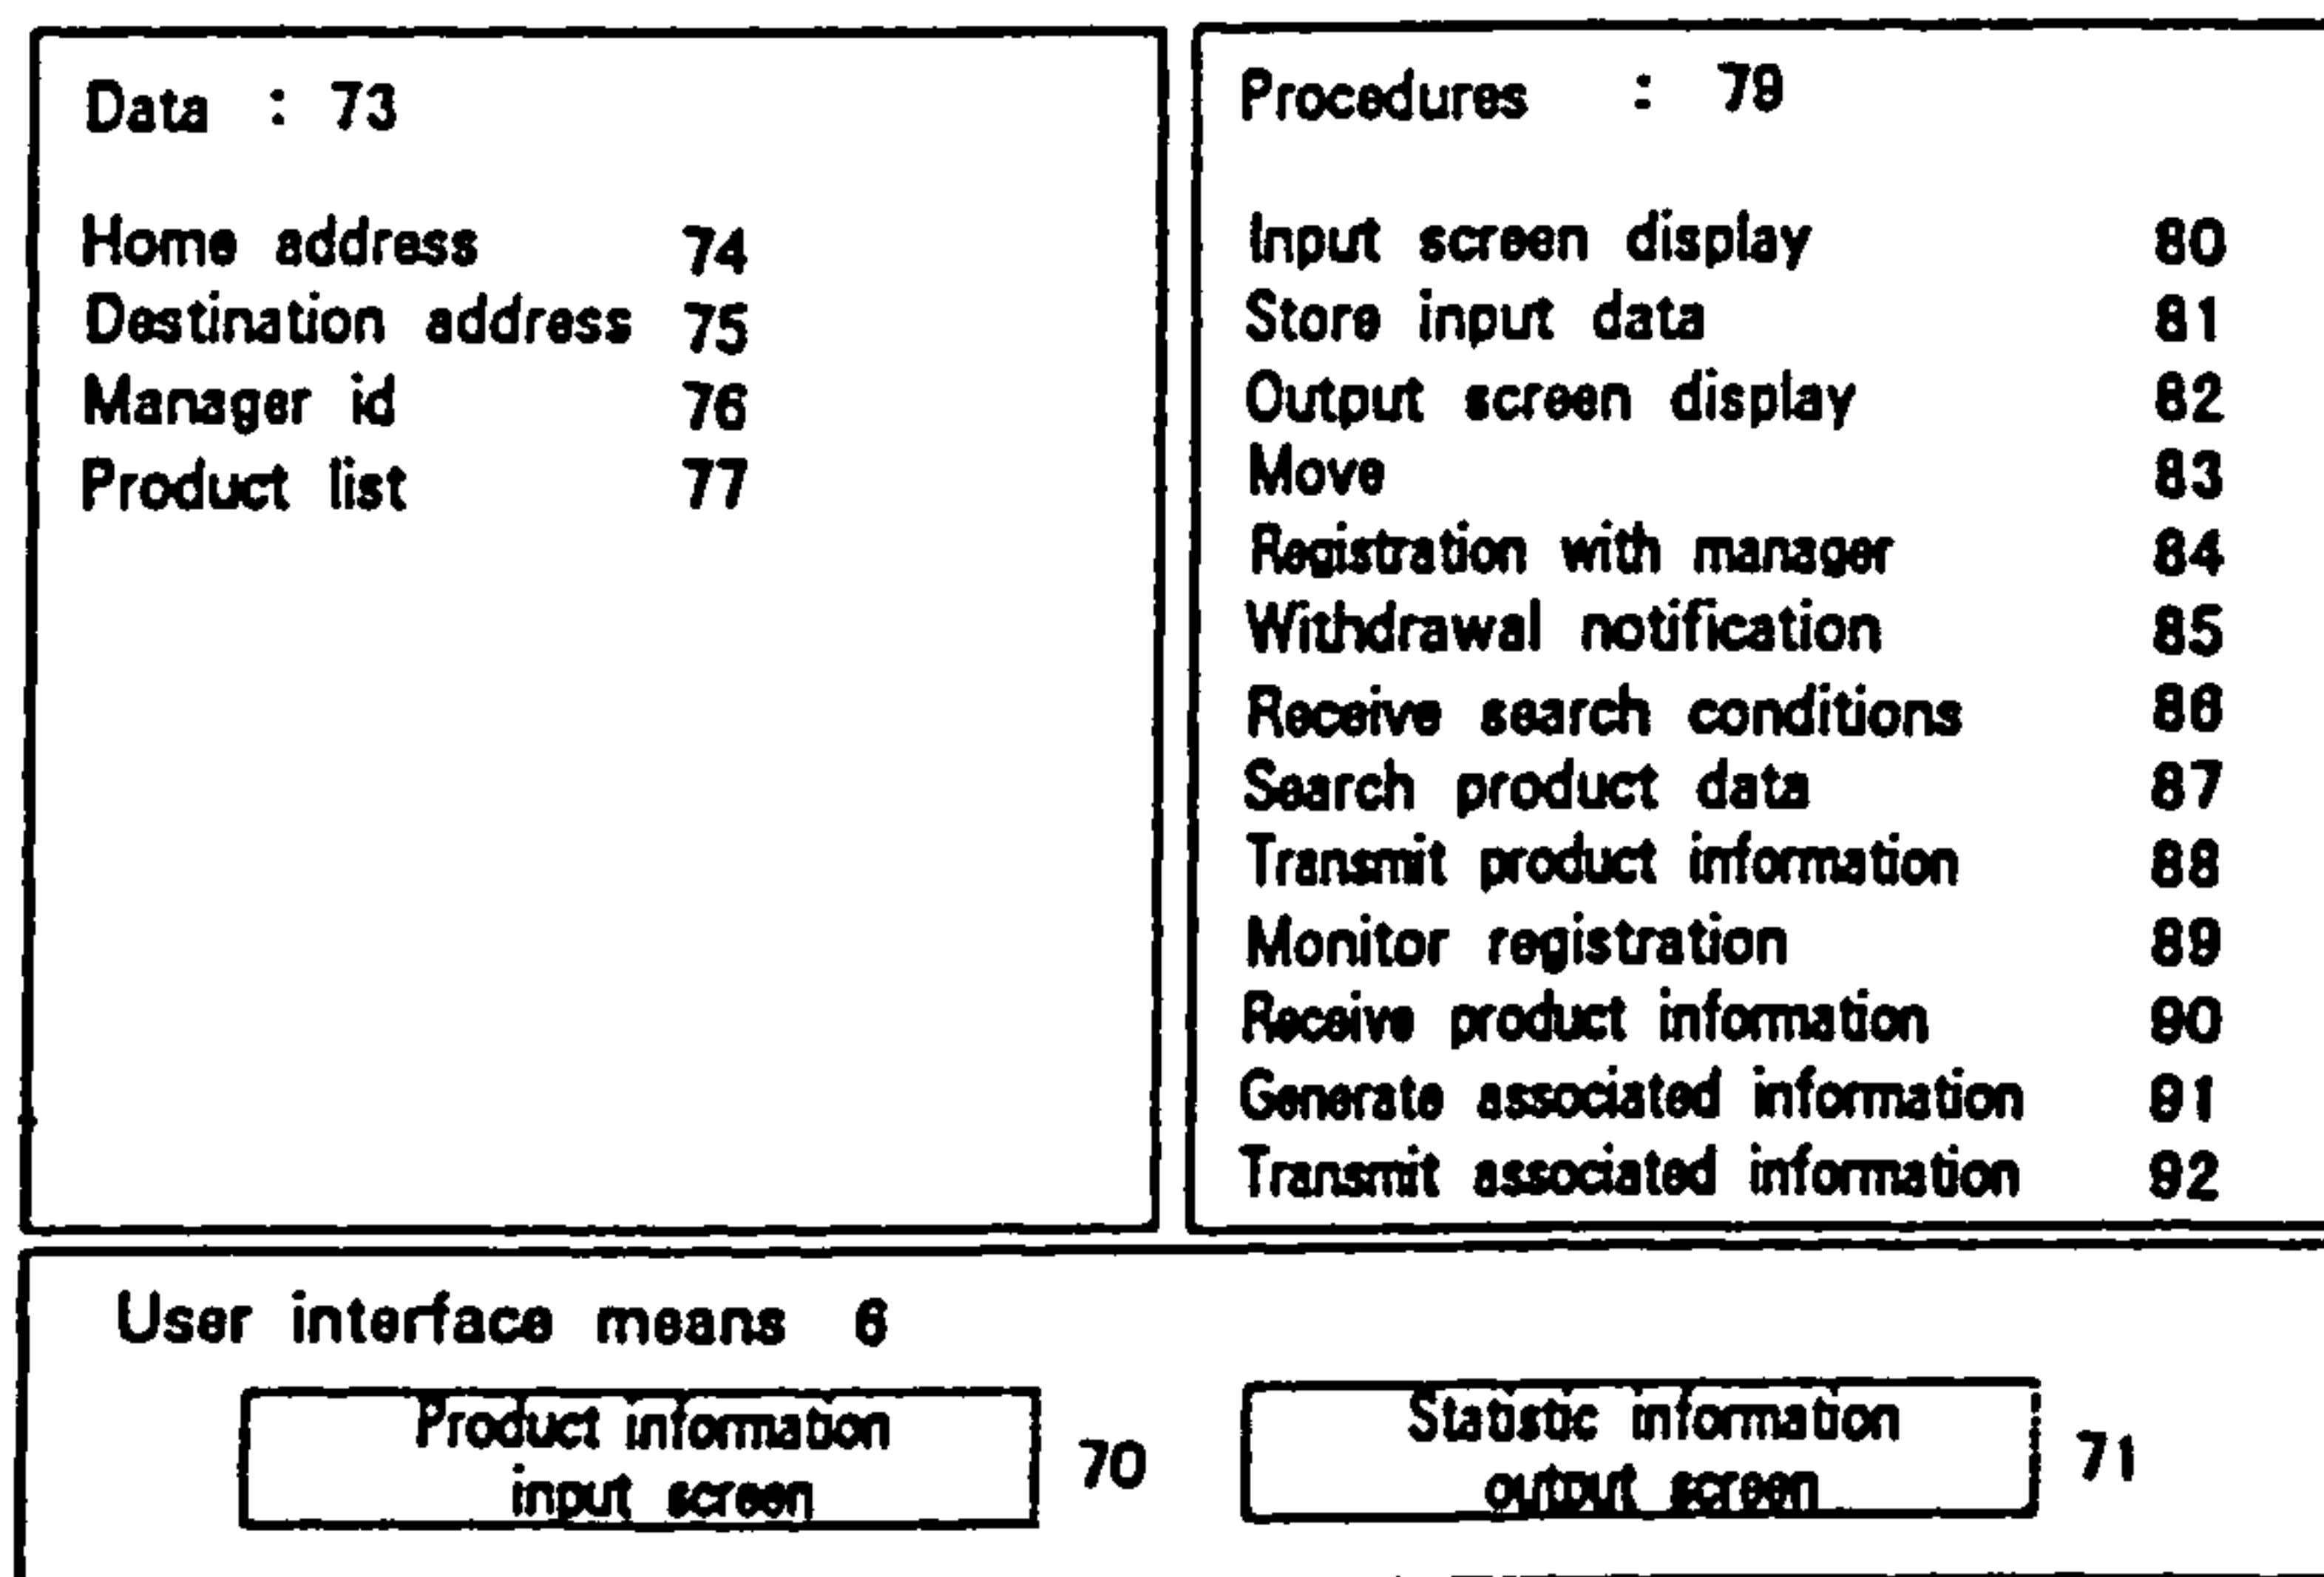 Data : 73
Home address 74
Destination address 75
Manager id 76
Product list 77
Procedures : 79
Input screen display 80
Store input data 81
Output screen display 82
Move 83
Registration with manager 84
Withdrawal notification 85
Receive search conditions 86
Search product data 87
Transmit product information 88
Monitor registration 89
Receive product information 90
Generate associated information 91
Transmit associated information 92
User interface means 6
Product information
input screen
70
Statistic information
output screen
71